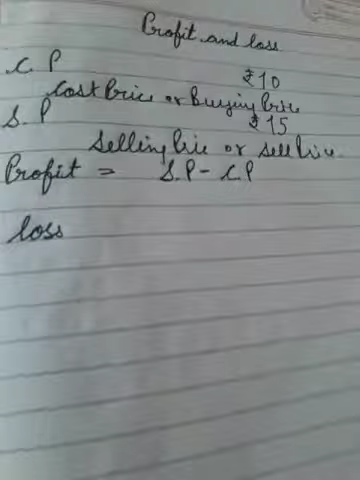 Profit and loss
C P
₹10
Cost Price or Buying Price
S. P
₹15
Selling Price or sell Price
Profit = S.P - C.P
loss